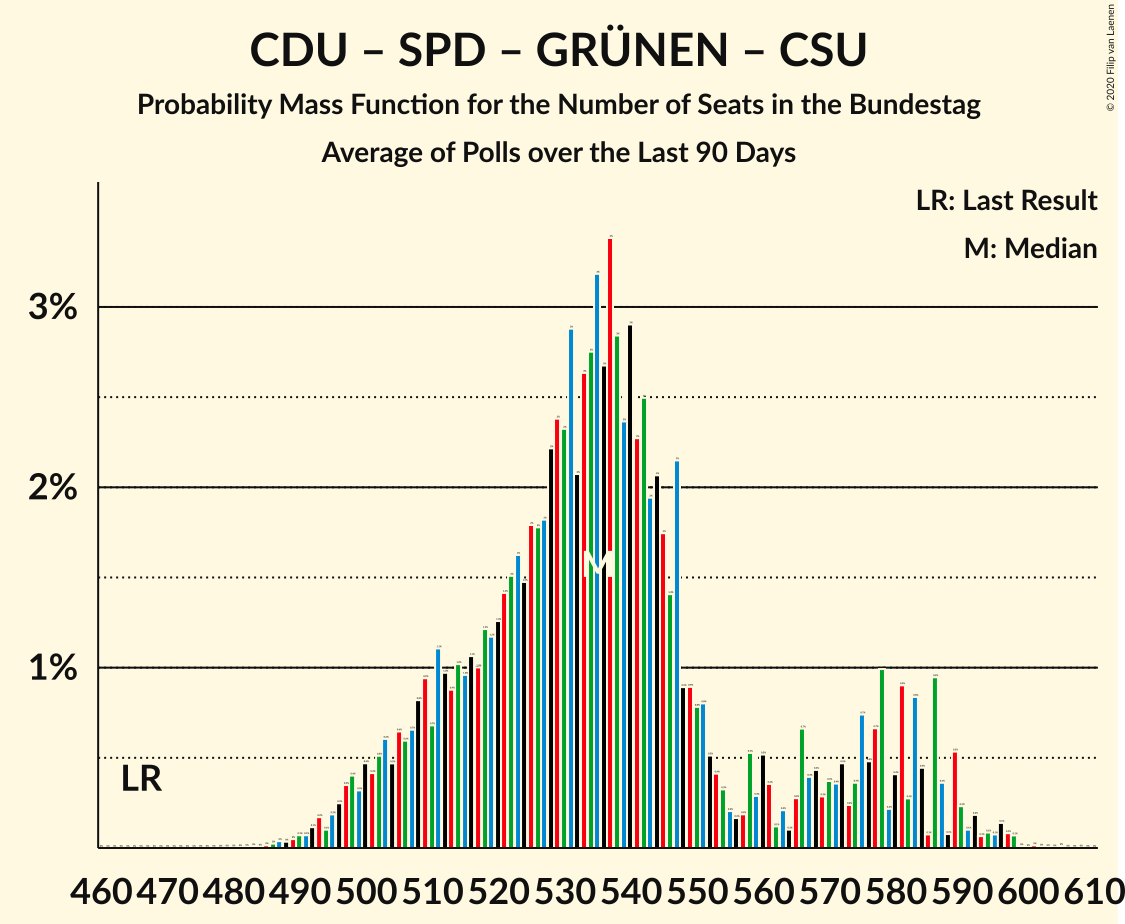 CDU – SPD – GRÜNEN – CSU
Probability Mass Function for the Number of Seats in the Bundestag
Average of Polls over the Last 90 Days
© 2020 Filip van Laenen
LR: Last Result
M: Median
3%
2%
1%
M
LR
460 470 480 490 500 510 520 530 540 550 560 570 580 590 600 610